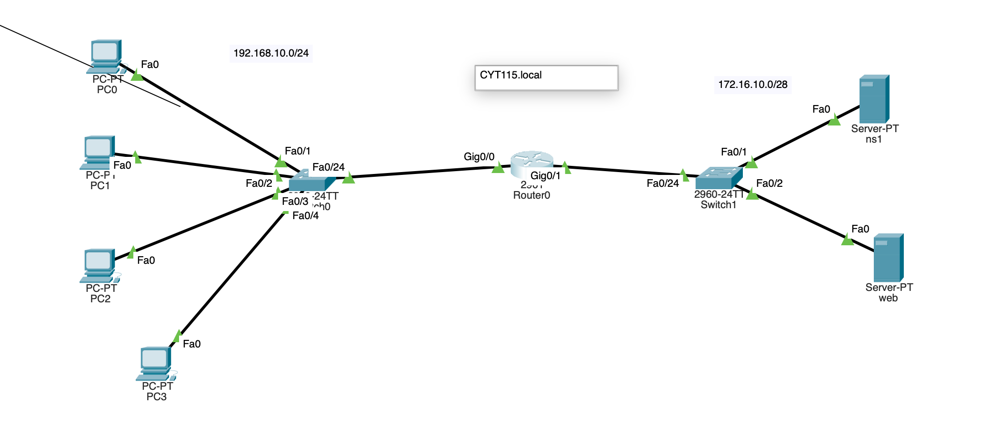 Fa0
PC-PT
PC0
192.168.10.0/24
CYT115.local
172.16.10.0/28
Fa0
Server-PT
ns1
Fa0
PC1
Fa0/1
Fa0/24
Fa0/2
-24TT
Fa0/3
Fa0/4
Gig0/0
Gig0/1
Router0
Fa0/1
Fa0/24
Fa0/2
2960-24TT
Switch1
Fa0
Server-PT
web
Fa0
PC-PT
PC2
Fa0
PC-PT
PC3